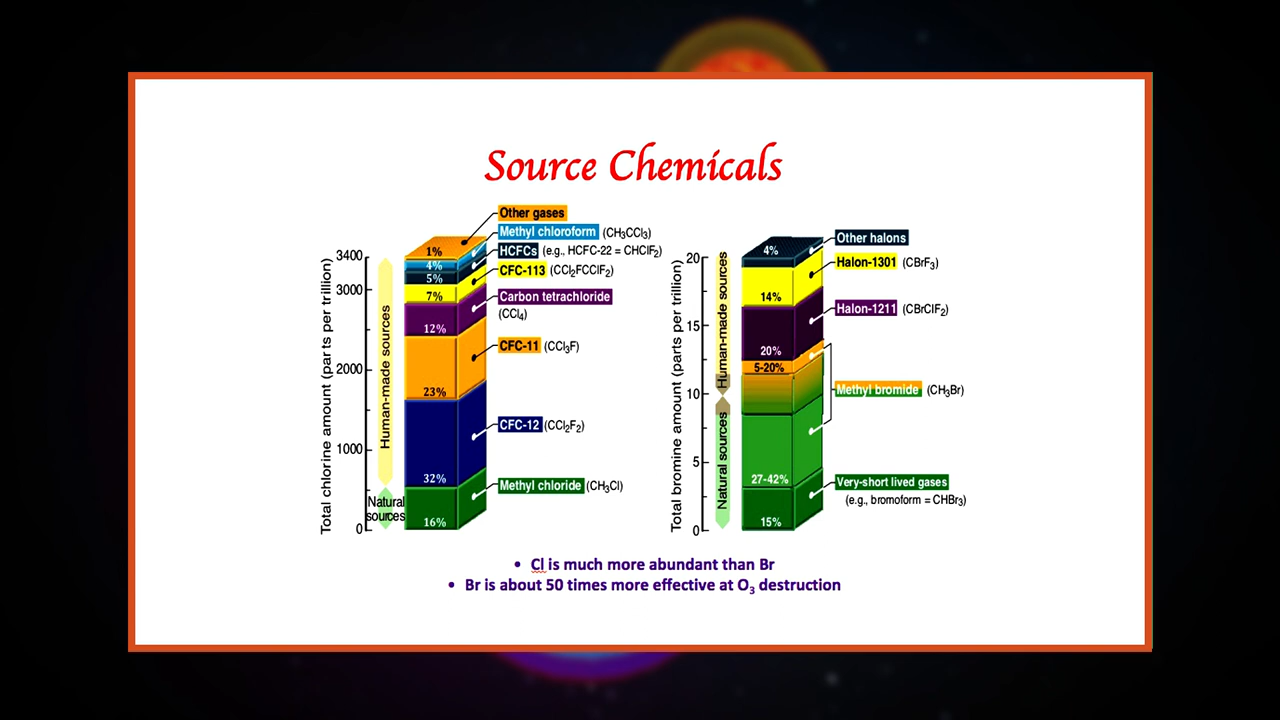 Source Chemicals
Total chlorine amount (parts per trillion)
3400
3000
2000
1000
0
Human-made sources
Natural
sources
1%
4%
5%
7%
12%
23%
32%
16%
Other gases
Methyl chloroform (CH₃CCl₃)
HCFCs (e.g., HCFC-22 = CHClF₂)
CFC-113 (CCl₂FCClF₂)
Carbon tetrachloride
(CCl₄)
CFC-11 (CCl₃F)
CFC-12 (CCl₂F₂)
Methyl chloride (CH₃Cl)
Total bromine amount (parts per trillion)
20
15
10
5
0
Human-made sources
Natural sources
4%
14%
20%
5-20%
27-42%
15%
Other halons
Halon-1301 (CBrF₃)
Halon-1211 (CBrClF₂)
Methyl bromide (CH₃Br)
Very-short lived gases
(e.g., bromoform = CHBr₃)
• Cl is much more abundant than Br
• Br is about 50 times more effective at O₃ destruction